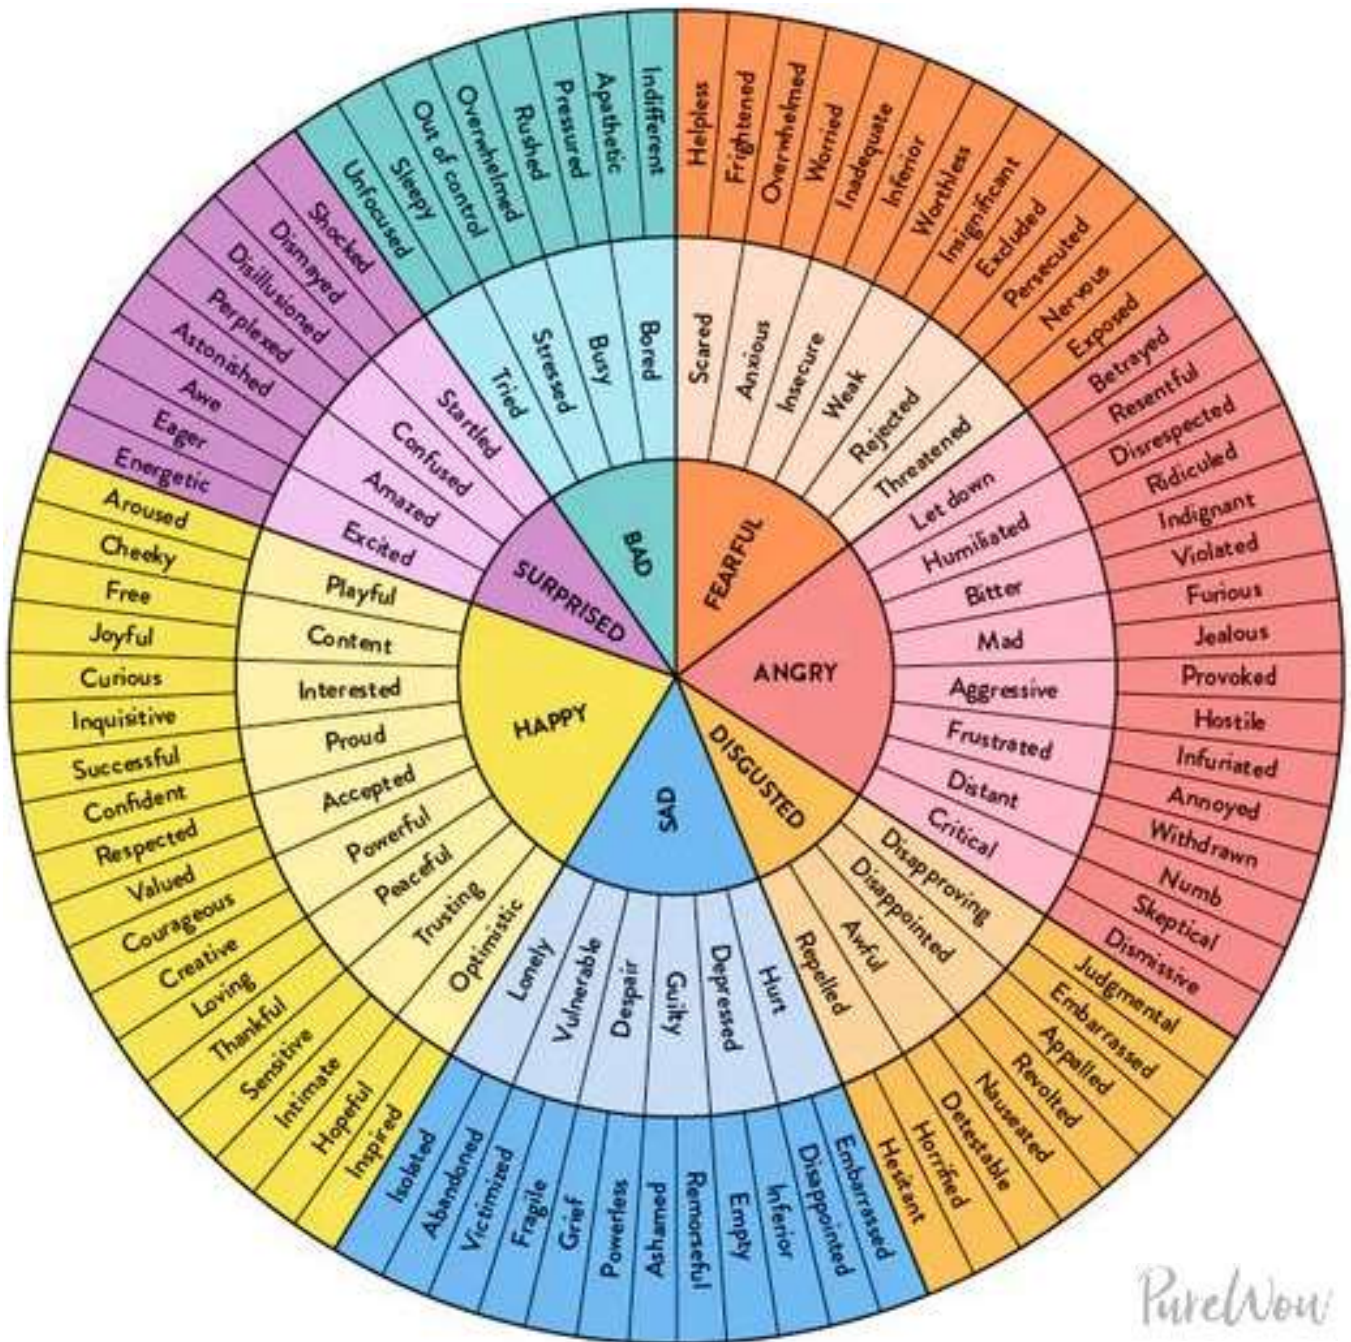 FEARFUL
ANGRY
DISGUSTED
SAD
HAPPY
SURPRISED
BAD
Scared
Anxious
Insecure
Weak
Rejected
Threatened
Let down
Humiliated
Bitter
Mad
Aggressive
Frustrated
Distant
Critical
Disapproving
Disappointed
Awful
Repelled
Hurt
Depressed
Guilty
Despair
Vulnerable
Lonely
Optimistic
Trusting
Peaceful
Powerful
Accepted
Proud
Interested
Content
Playful
Excited
Amazed
Confused
Startled
Tried
Stressed
Busy
Bored
Helpless
Frightened
Overwhelmed
Worried
Inadequate
Inferior
Worthless
Insignificant
Excluded
Persecuted
Nervous
Exposed
Betrayed
Resentful
Disrespected
Ridiculed
Indignant
Violated
Furious
Jealous
Provoked
Hostile
Infuriated
Annoyed
Withdrawn
Numb
Skeptical
Dismissive
Judgmental
Embarrassed
Appalled
Revolted
Nauseated
Detestable
Horrified
Hesitant
Embarrassed
Disappointed
Inferior
Empty
Remorseful
Ashamed
Powerless
Grief
Fragile
Victimized
Abandoned
Isolated
Inspired
Hopeful
Intimate
Sensitive
Thankful
Loving
Creative
Courageous
Valued
Respected
Confident
Successful
Inquisitive
Curious
Joyful
Free
Cheeky
Aroused
Energetic
Eager
Awe
Astonished
Perplexed
Disillusioned
Dismayed
Shocked
Unfocused
Sleepy
Out of control
Overwhelmed
Rushed
Pressured
Apathetic
Indifferent
PureWow